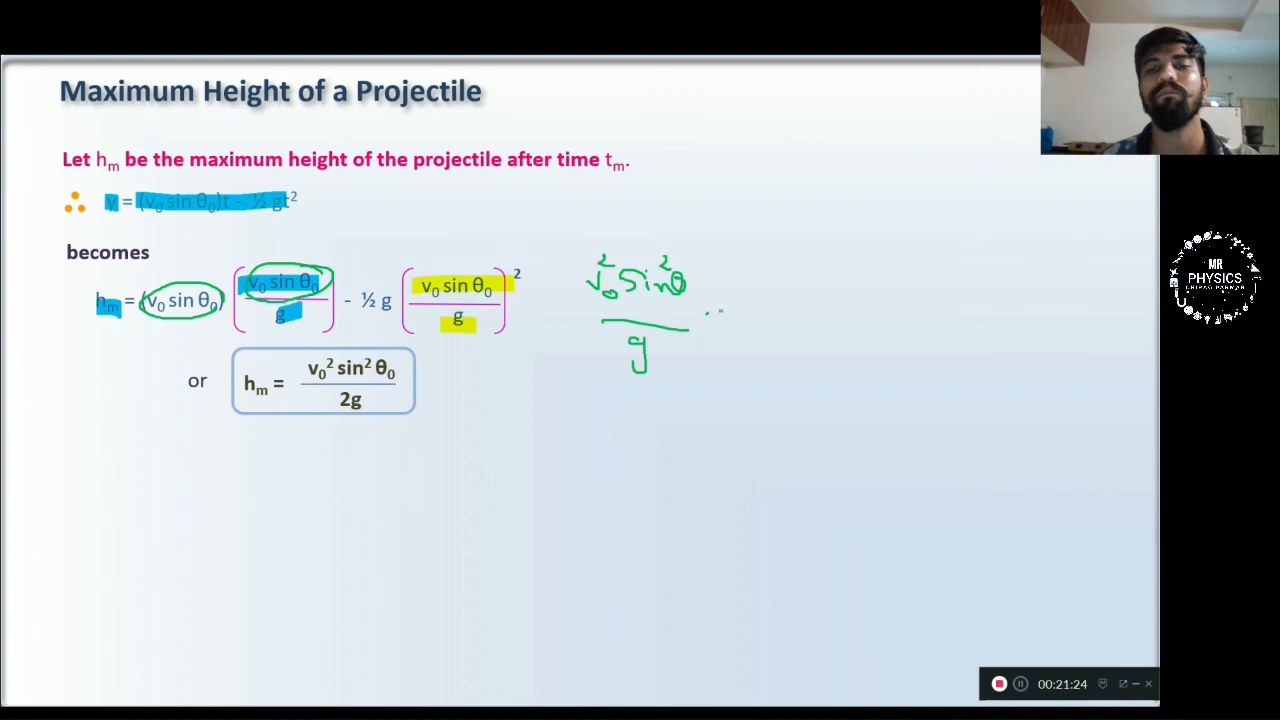 Maximum Height of a Projectile
Let hₘ be the maximum height of the projectile after time tₘ.
∴ y = (v₀ sin θ₀)t - ½ gt²
becomes
hₘ = (v₀ sin θ₀) [v₀ sin θ₀ / g] - ½ g [v₀ sin θ₀ / g]²
v₀² sin² θ / g
or hₘ = v₀² sin² θ₀ / 2g
MR
PHYSICS
00:21:24